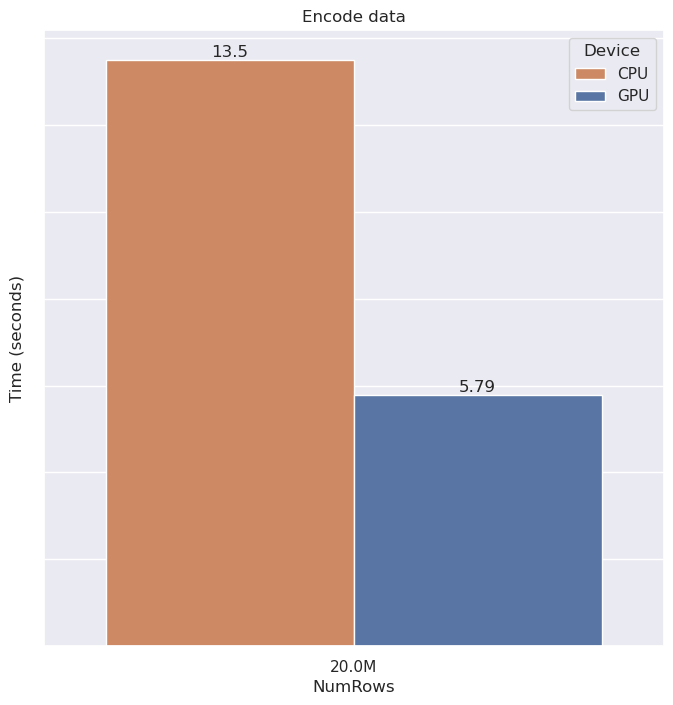 Encode data
13.5
Device
CPU
GPU
5.79
Time (seconds)
20.0M
NumRows